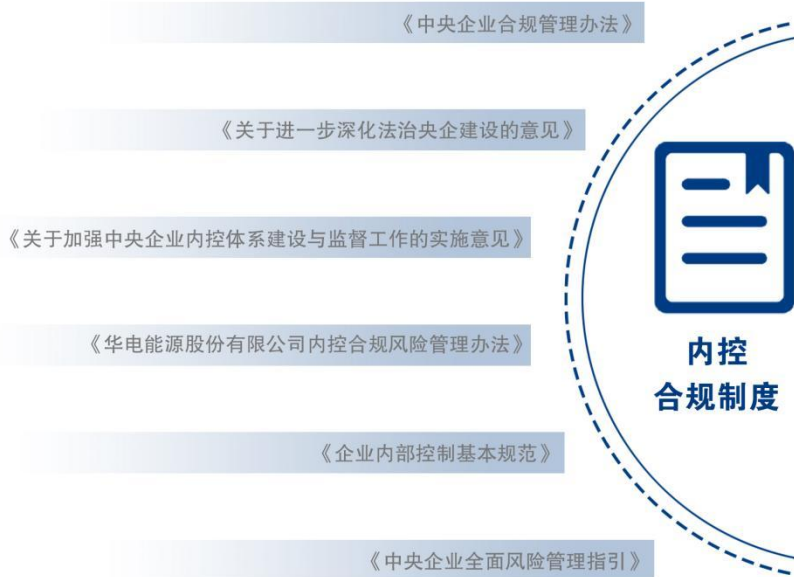 《中央企业合规管理办法》
《关于进一步深化法治央企建设的意见》
《关于加强中央企业内控体系建设与监督工作的实施意见》
《华电能源股份有限公司内控合规风险管理办法》
《企业内部控制基本规范》
《中央企业全面风险管理指引》
内控
合规制度